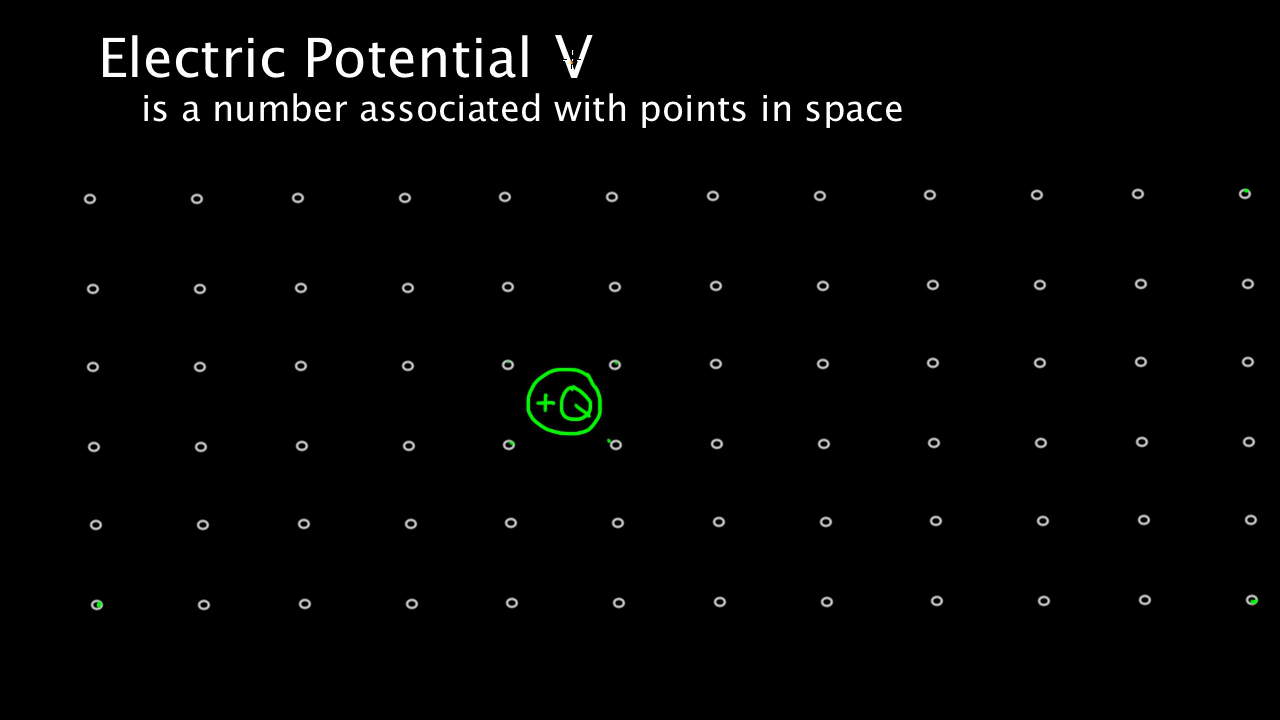 Electric Potential V
is a number associated with points in space
+Q